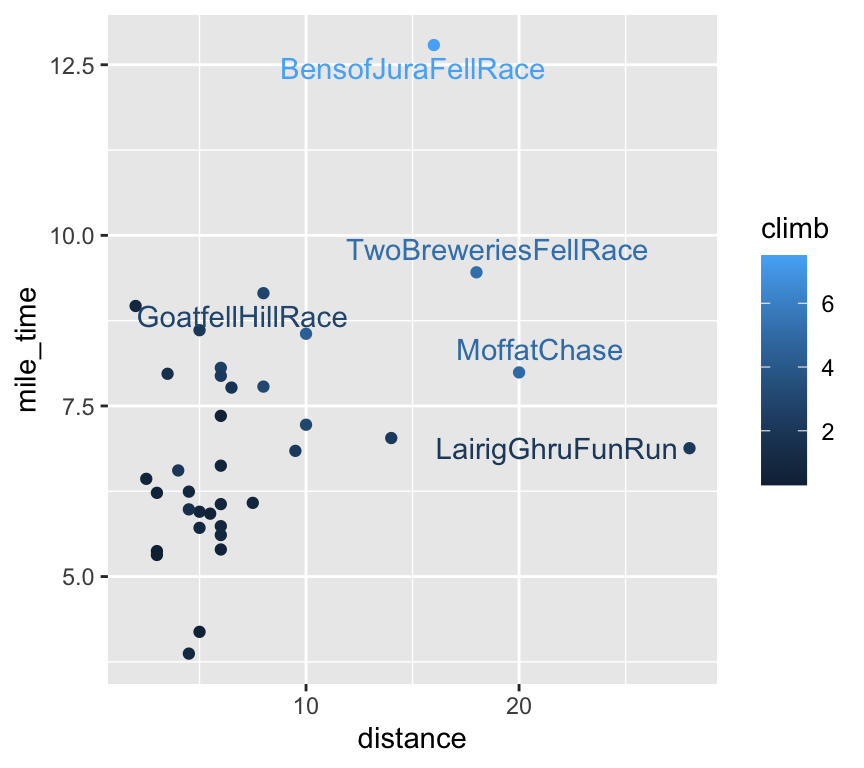 12.5
BensofJuraFellRace
10.0
TwoBreweriesFellRace
GoatfellHillRace
MoffatChase
7.5
LairigGhruFunRun
5.0
mile_time
10
20
distance
climb
6
4
2